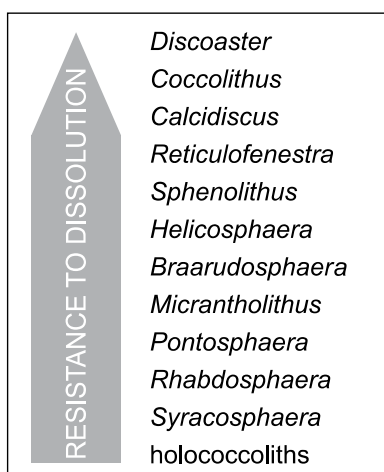 RESISTANCE TO DISSOLUTION
Discoaster
Coccolithus
Calcidiscus
Reticulofenestra
Sphenolithus
Helicosphaera
Braarudosphaera
Micrantholithus
Pontosphaera
Rhabdosphaera
Syracosphaera
holococcoliths